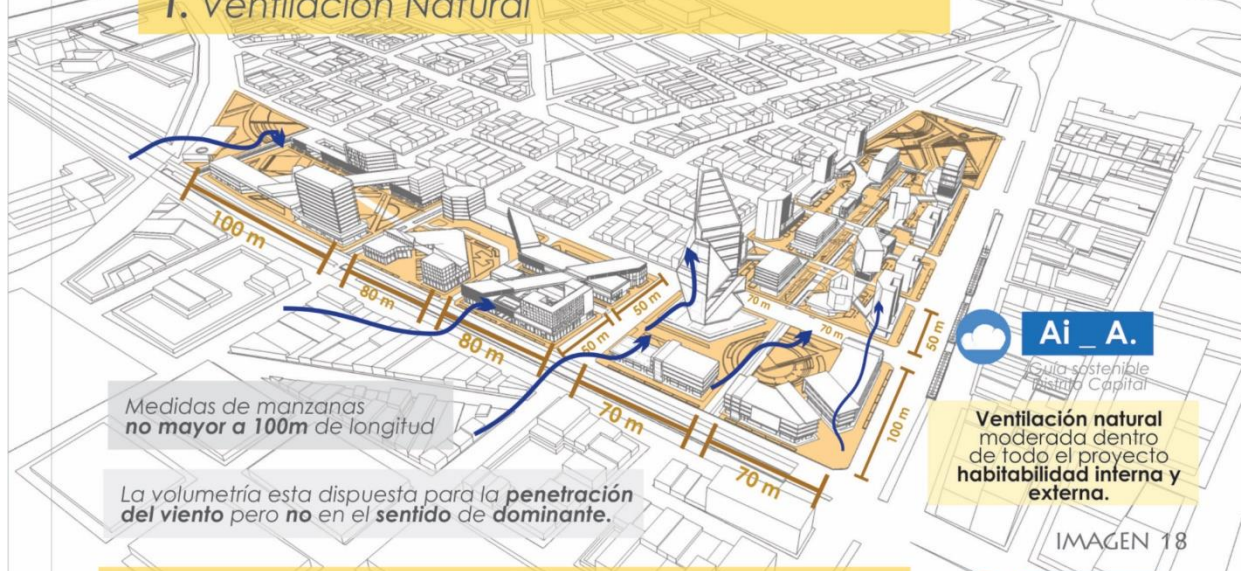 1. Ventilación Natural
100 m
80 m
80 m
60 m
50 m
70 m
70 m
70 m
70 m
50 m
100 m
Ai _ A.
Guía sostenible
Distrito Capital
Medidas de manzanas
no mayor a 100m de longitud
La volumetría esta dispuesta para la penetración
del viento pero no en el sentido de dominante.
Ventilación natural
moderada dentro
de todo el proyecto
habitabilidad interna y
externa.
IMAGEN 18